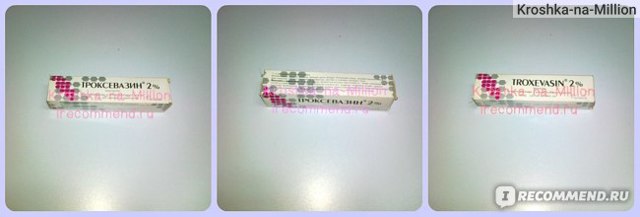 Kroshka-na-Million
ТРОКСЕВАЗИН® 2%
Kroshka-na-Million
irecommend.ru
ТРОКСЕВАЗИН® 2%
Kroshka-na-Million
irecommend.ru
TROXEVASIN® 2%
Kroshka-na-Million
irecommend.ru
IRECOMMEND.RU